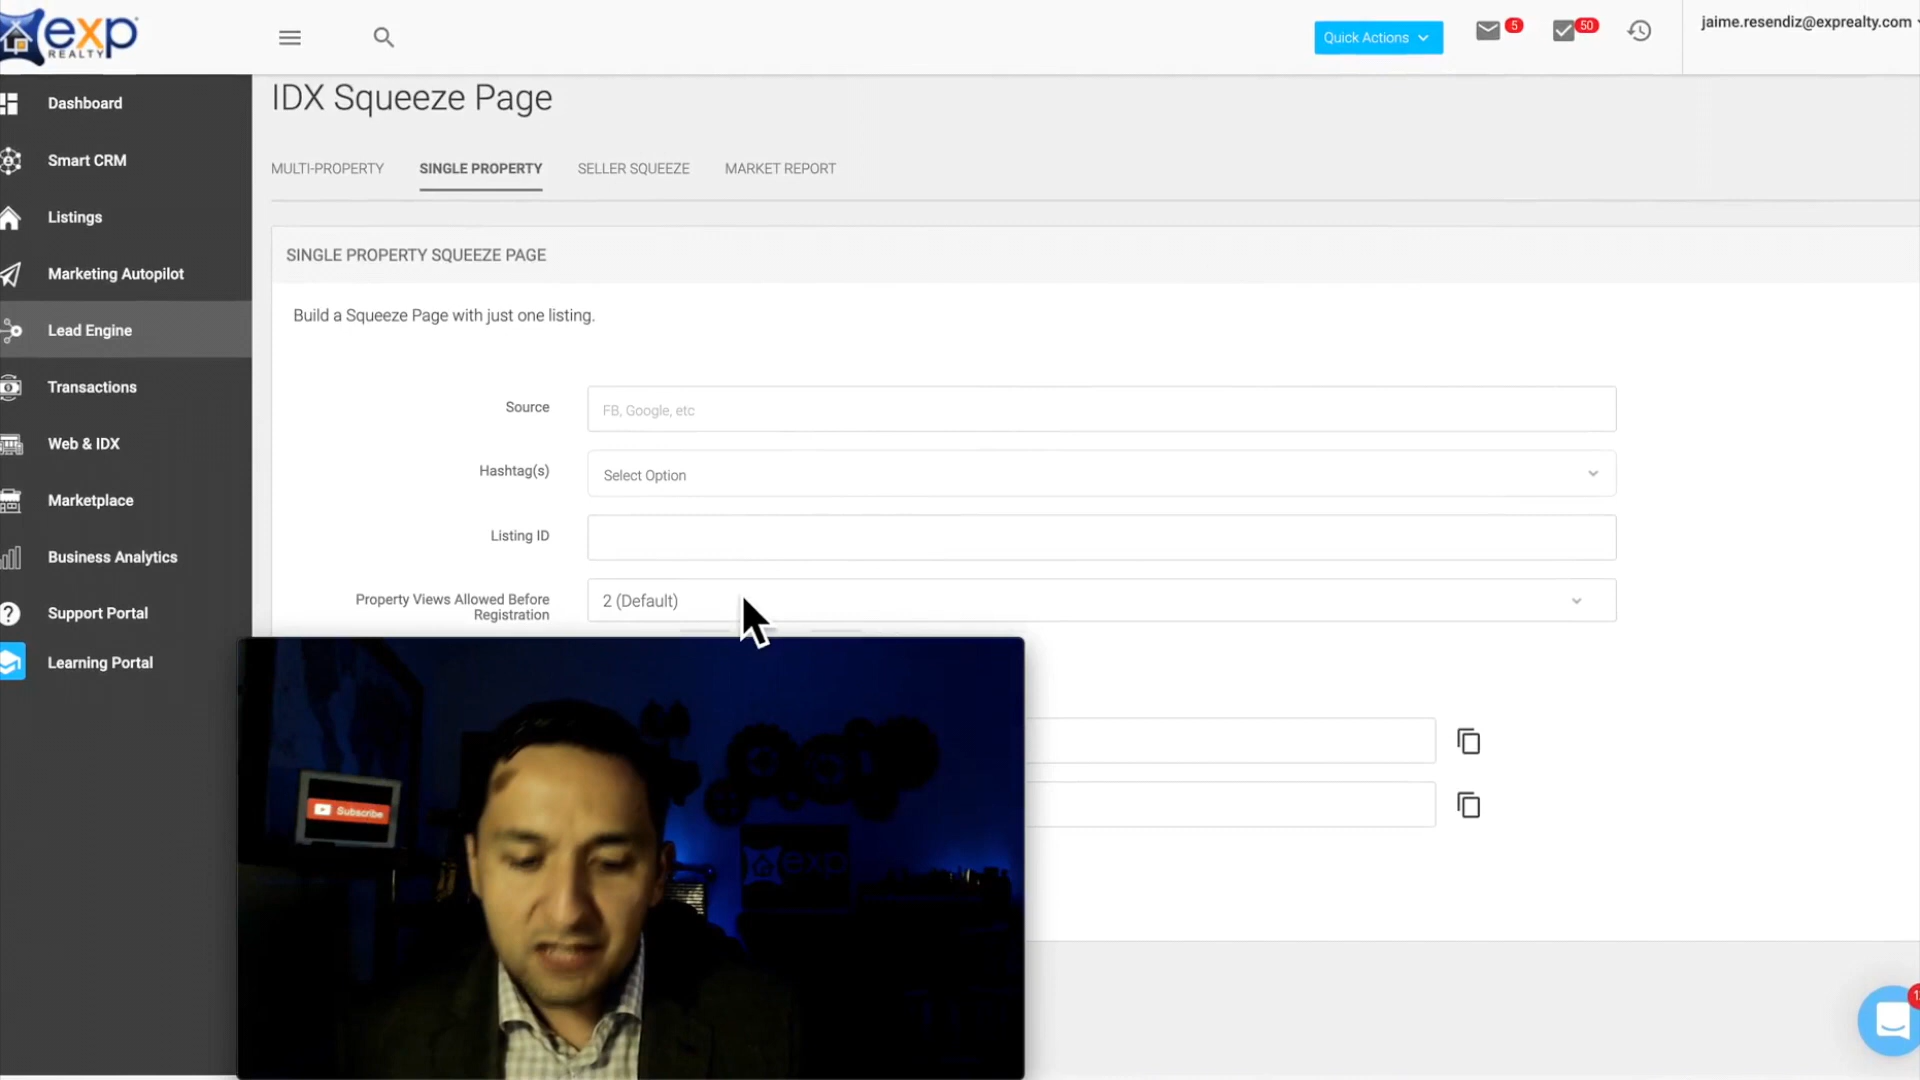 exp
REALTY
Quick Actions
5
50
jaime.resendiz@exprealty.com
Dashboard
Smart CRM
Listings
Marketing Autopilot
Lead Engine
Transactions
Web & IDX
Marketplace
Business Analytics
Support Portal
Learning Portal
IDX Squeeze Page
MULTI-PROPERTY
SINGLE PROPERTY
SELLER SQUEEZE
MARKET REPORT
SINGLE PROPERTY SQUEEZE PAGE
Build a Squeeze Page with just one listing.
Source
FB, Google, etc
Hashtag(s)
Select Option
Listing ID
Property Views Allowed Before
Registration
2 (Default)
Subscribe
exp